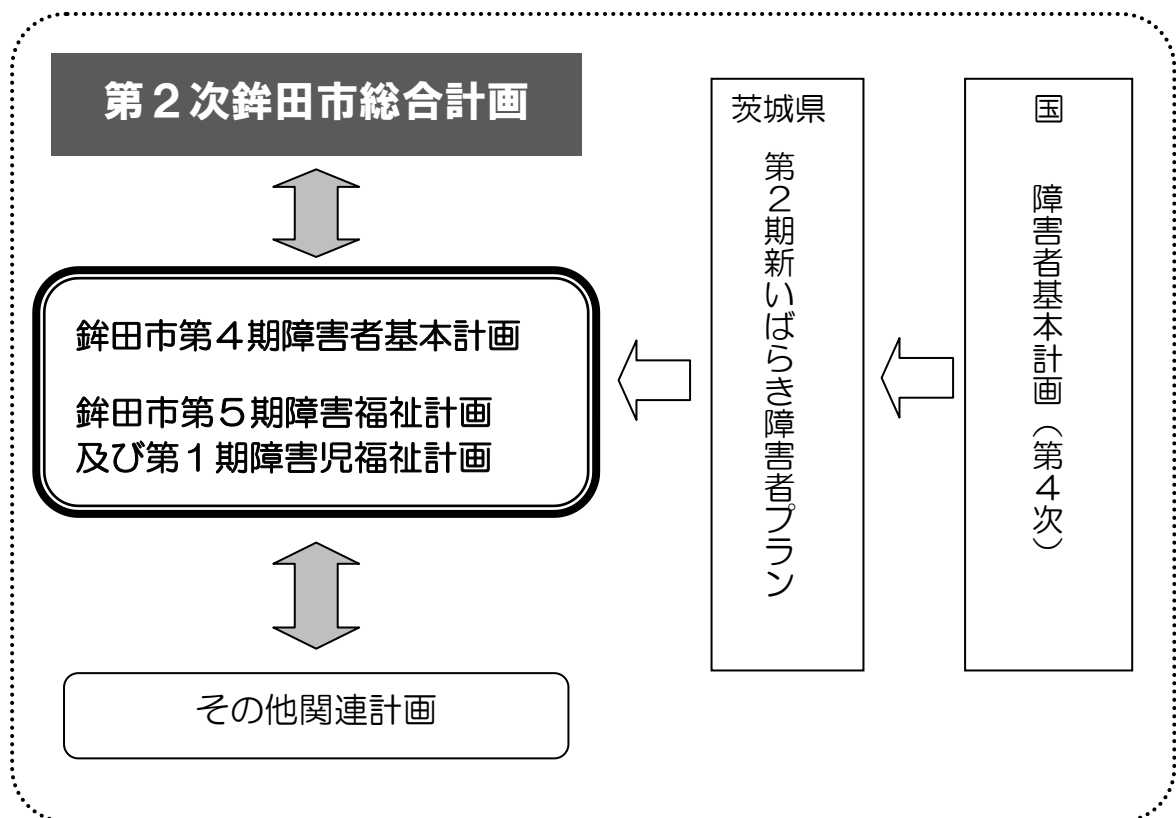 第２次鉾田市総合計画
鉾田市第４期障害者基本計画
鉾田市第５期障害福祉計画
及び第１期障害児福祉計画
その他関連計画
茨城県
第２期新いばらき障害者プラン
国
障害者基本計画（第４次）